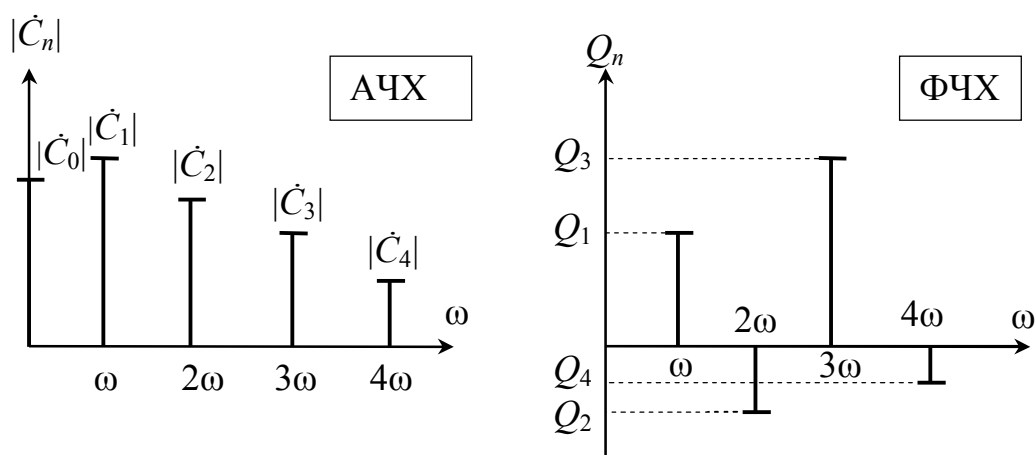 |Ċₙ|
АЧХ
|Ċ₀|
|Ċ₁|
|Ċ₂|
|Ċ₃|
|Ċ₄|
ω
ω 2ω 3ω 4ω
Qₙ
ФЧХ
Q₃
Q₁
2ω 4ω ω
ω 3ω
Q₄
Q₂